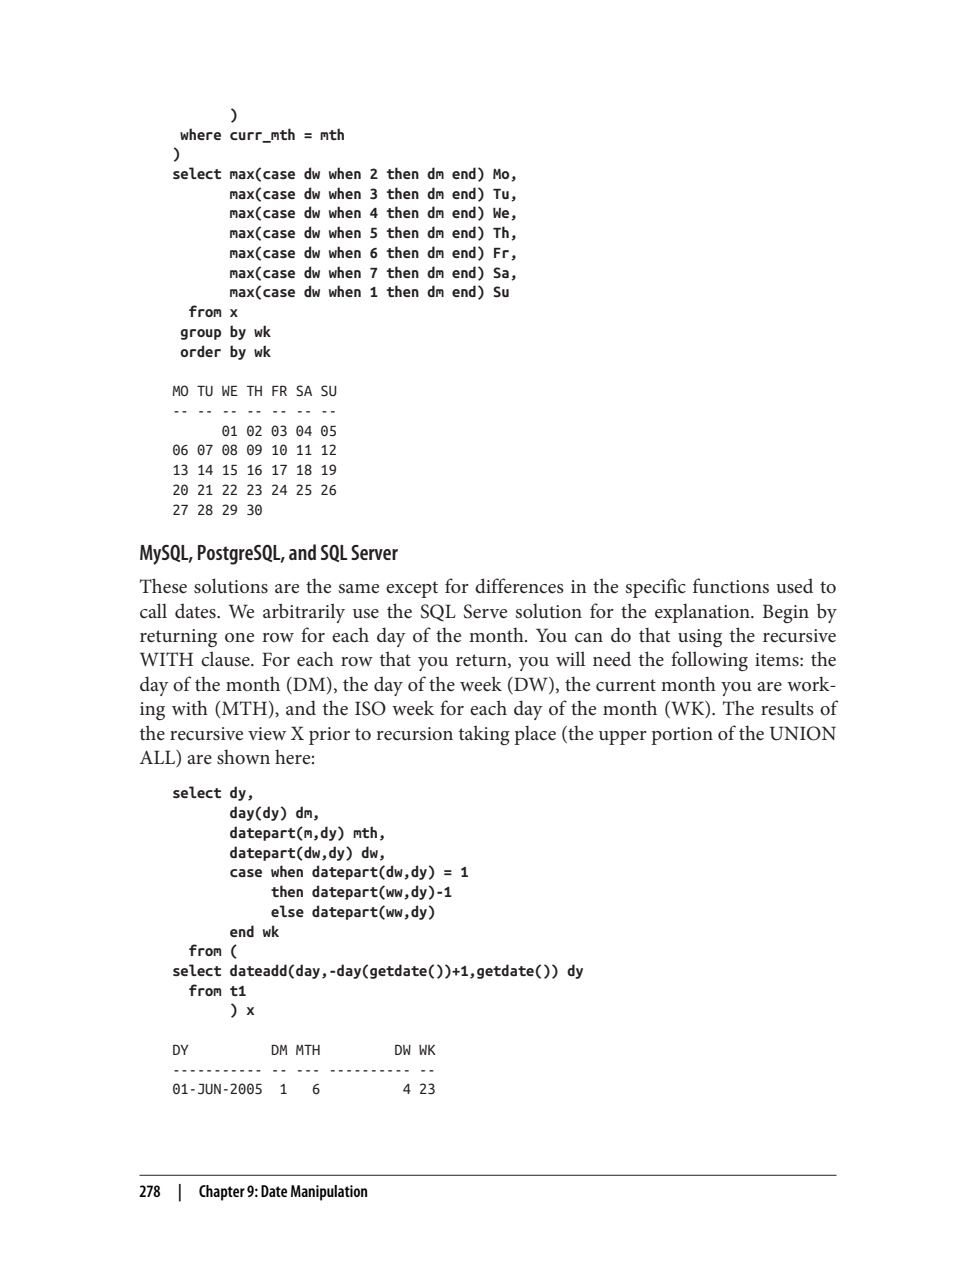 )
where curr_mth = mth
)
select max(case dw when 2 then dm end) Mo,
max(case dw when 3 then dm end) Tu,
max(case dw when 4 then dm end) We,
max(case dw when 5 then dm end) Th,
max(case dw when 6 then dm end) Fr,
max(case dw when 7 then dm end) Sa,
max(case dw when 1 then dm end) Su
from x
group by wk
order by wk
MO TU WE TH FR SA SU
-- -- -- -- -- -- --
01 02 03 04 05
06 07 08 09 10 11 12
13 14 15 16 17 18 19
20 21 22 23 24 25 26
27 28 29 30
MySQL, PostgreSQL, and SQL Server
These solutions are the same except for differences in the specific functions used to
call dates. We arbitrarily use the SQL Serve solution for the explanation. Begin by
returning one row for each day of the month. You can do that using the recursive
WITH clause. For each row that you return, you will need the following items: the
day of the month (DM), the day of the week (DW), the current month you are work-
ing with (MTH), and the ISO week for each day of the month (WK). The results of
the recursive view X prior to recursion taking place (the upper portion of the UNION
ALL) are shown here:
select dy,
day(dy) dm,
datepart(m,dy) mth,
datepart(dw,dy) dw,
case when datepart(dw,dy) = 1
then datepart(ww,dy)-1
else datepart(ww,dy)
end wk
from (
select dateadd(day,-day(getdate())+1,getdate()) dy
from t1
) x
DY DM MTH DW WK
----------- -- --- ---------- --
01-JUN-2005 1 6 4 23
278 | Chapter 9: Date Manipulation